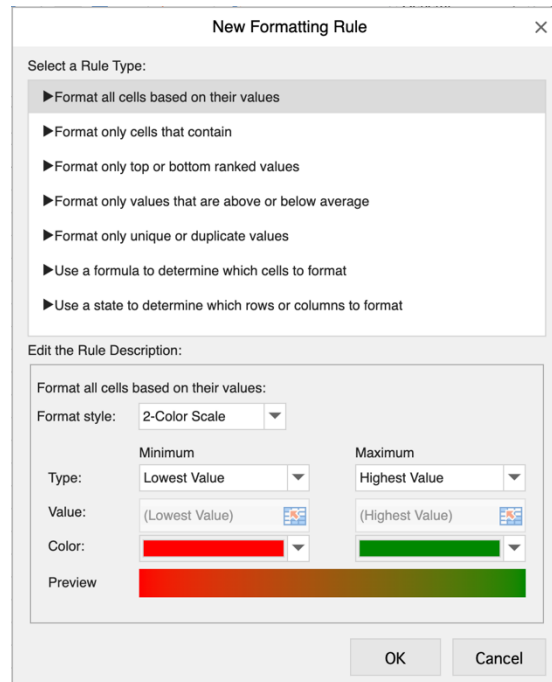 New Formatting Rule
Select a Rule Type:
▶Format all cells based on their values
▶Format only cells that contain
▶Format only top or bottom ranked values
▶Format only values that are above or below average
▶Format only unique or duplicate values
▶Use a formula to determine which cells to format
▶Use a state to determine which rows or columns to format
Edit the Rule Description:
Format all cells based on their values:
Format style: 2-Color Scale
Minimum Maximum
Type: Lowest Value Highest Value
Value: (Lowest Value) (Highest Value)
Color:
Preview
OK Cancel